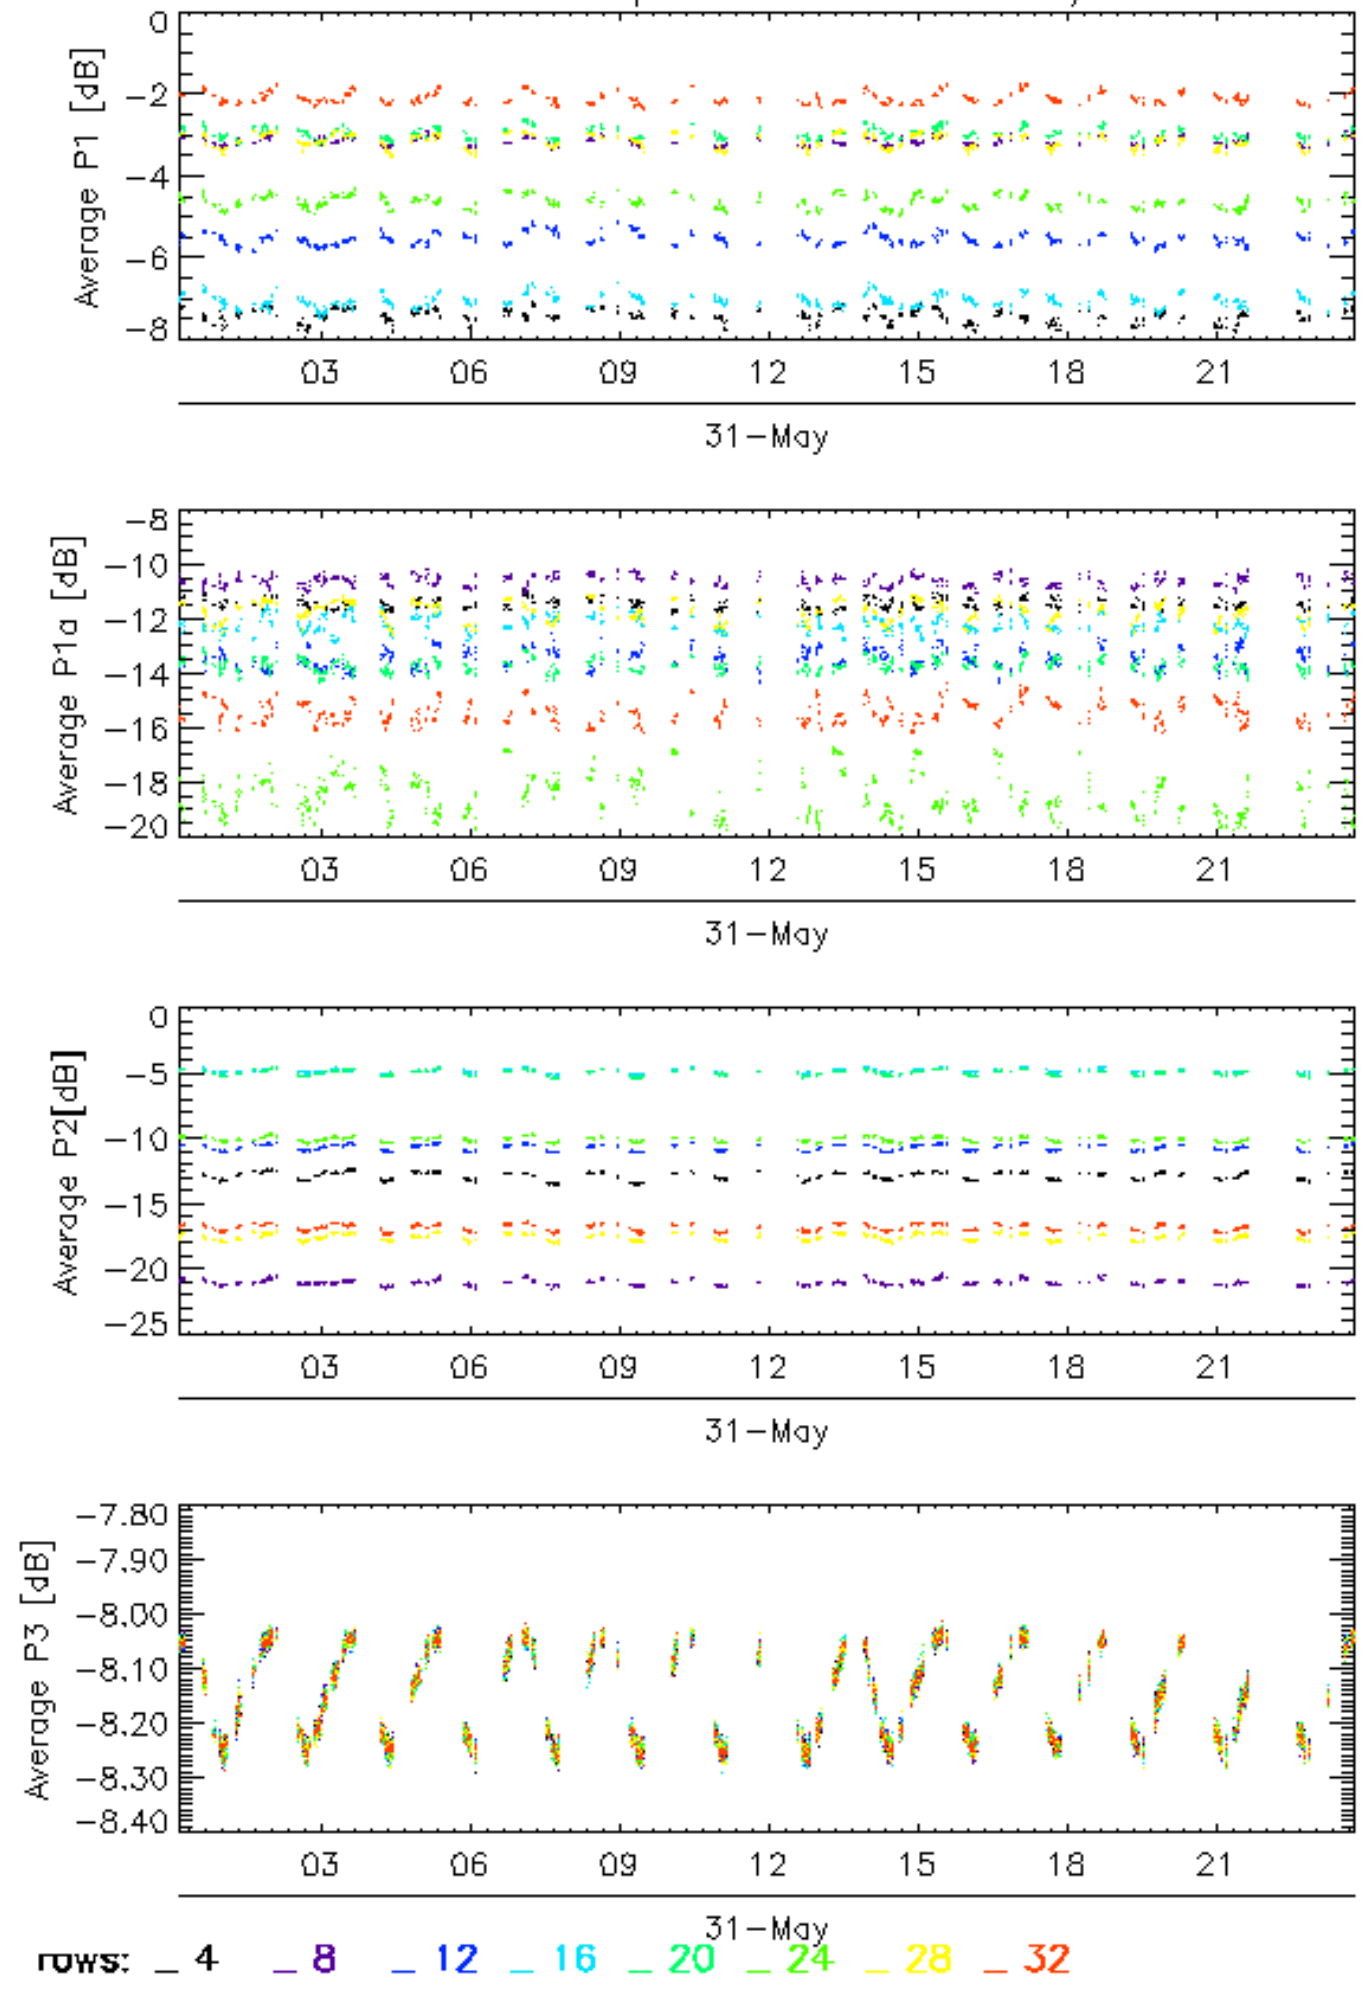 0
−2
−4
−6
−8
Average P1 [dB]
03 06 09 12 15 18 21
31−May
−8
−10
−12
−14
−16
−18
−20
Average P1a [dB]
03 06 09 12 15 18 21
31−May
0
−5
−10
−15
−20
−25
Average P2[dB]
03 06 09 12 15 18 21
31−May
−7.80
−7.90
−8.00
−8.10
−8.20
−8.30
−8.40
Average P3 [dB]
03 06 09 12 15 18 21
31−May
rows: _ 4 _ 8 _ 12 _ 16 _ 20 _ 24 _ 28 _ 32